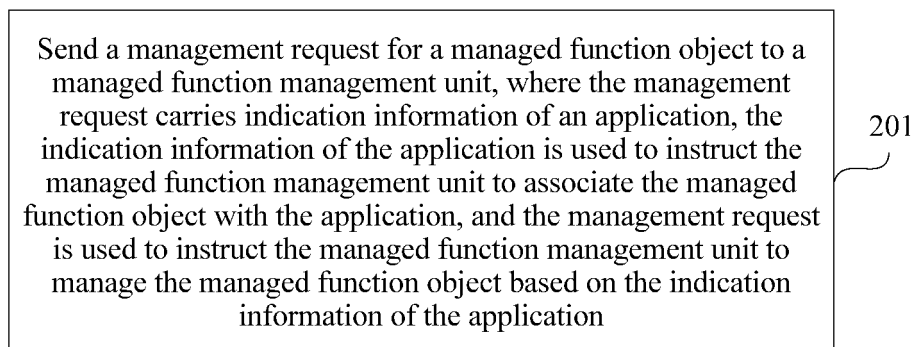 Send a management request for a managed function object to a
managed function management unit, where the management
request carries indication information of an application, the
indication information of the application is used to instruct the
managed function management unit to associate the managed
function object with the application, and the management request
is used to instruct the managed function management unit to
manage the managed function object based on the indication
information of the application
201